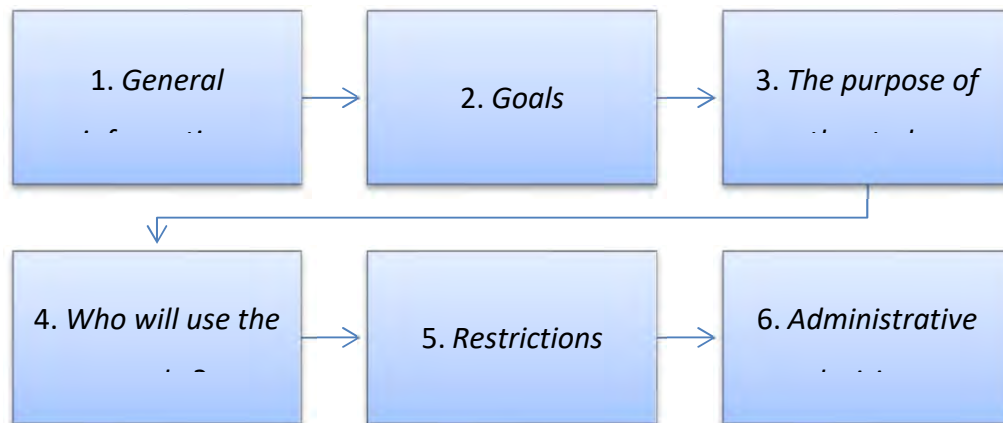 1. General
2. Goals
3. The purpose of
4. Who will use the
5. Restrictions
6. Administrative